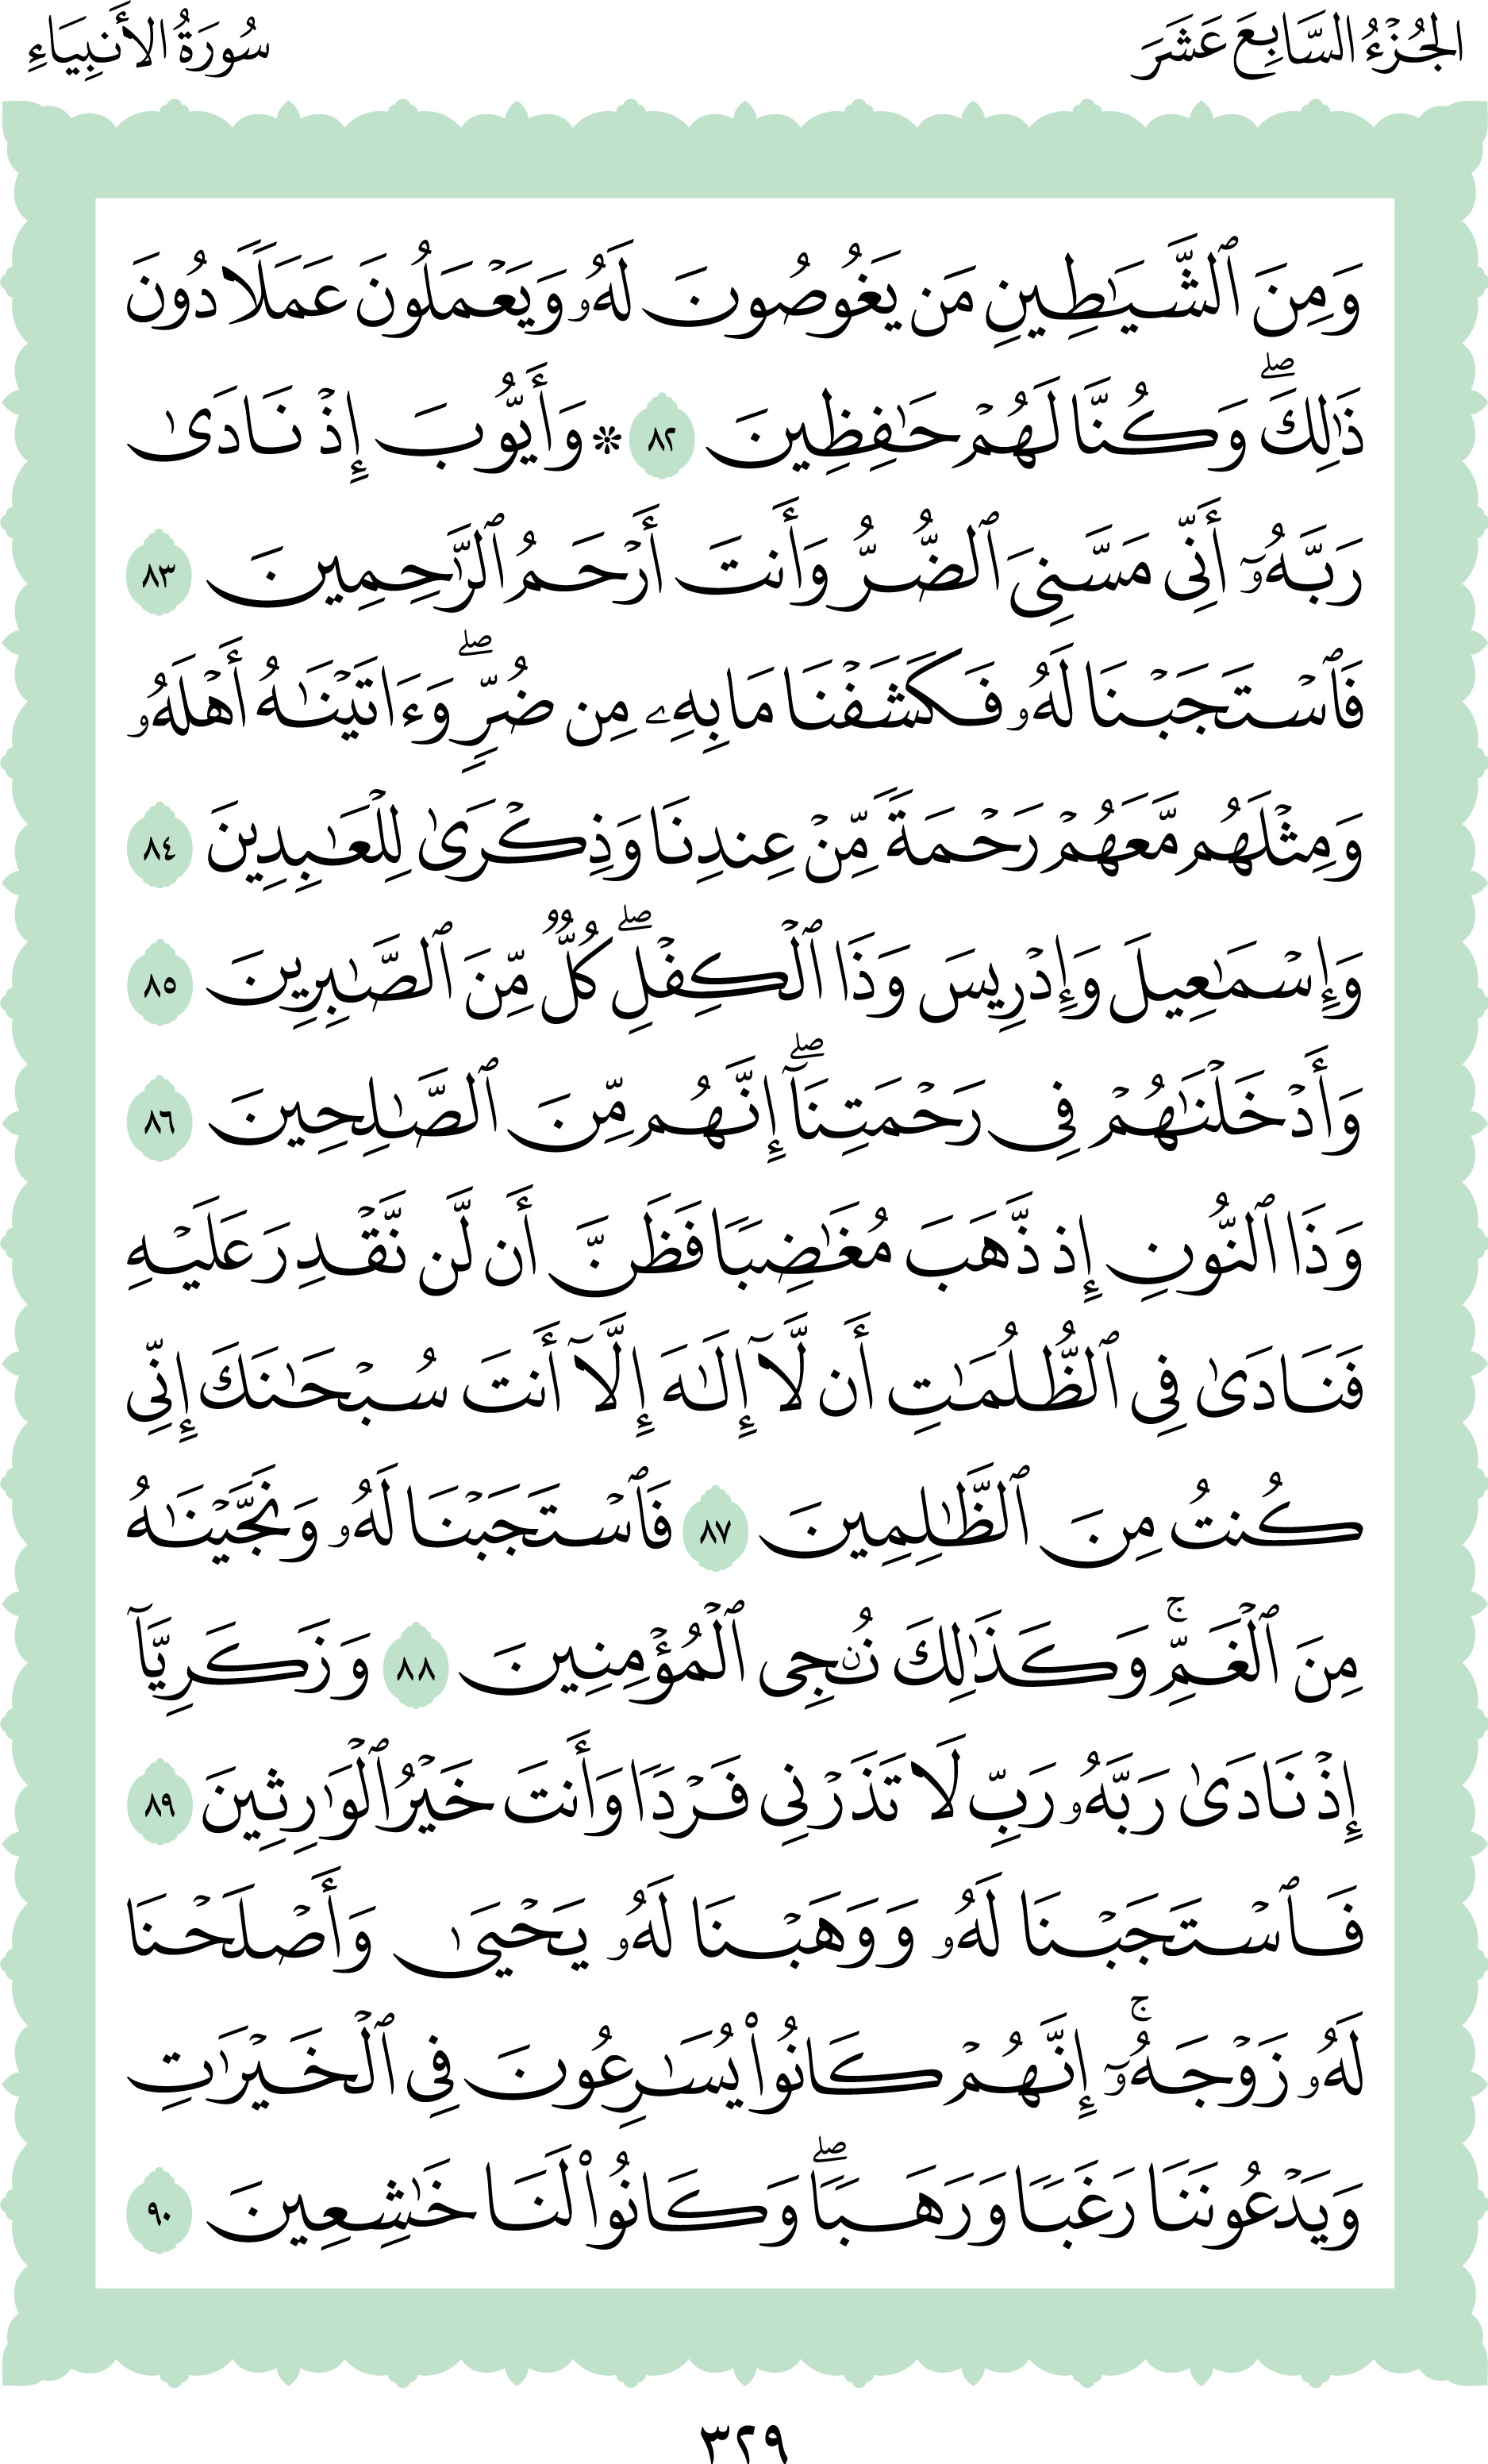 الجُزْءُ السَّابِعَ عَشَرَ
سُورَةُ الأَنبِيَاءِ
وَمِنَ ٱلشَّيَٰطِينِ مَن يَغُوصُونَ لَهُۥ وَيَعۡمَلُونَ عَمَلٗا دُونَ
ذَٰلِكَۖ وَكُنَّا لَهُمۡ حَٰفِظِينَ ٨٢ ۞ وَأَيُّوبَ إِذۡ نَادَىٰ
رَبَّهُۥٓ أَنِّي مَسَّنِيَ ٱلضُّرُّ وَأَنتَ أَرۡحَمُ ٱلرَّٰحِمِينَ ٨٣
فَٱسۡتَجَبۡنَا لَهُۥ فَكَشَفۡنَا مَا بِهِۦ مِن ضُرّٖۖ وَءَاتَيۡنَٰهُ أَهۡلَهُۥ
وَمِثۡلَهُم مَّعَهُمۡ رَحۡمَةٗ مِّنۡ عِندِنَا وَذِكۡرَىٰ لِلۡعَٰبِدِينَ ٨٤
وَإِسۡمَٰعِيلَ وَإِدۡرِيسَ وَذَا ٱلۡكِفۡلِۖ كُلّٞ مِّنَ ٱلصَّٰبِرِينَ ٨٥
وَأَدۡخَلۡنَٰهُمۡ فِي رَحۡمَتِنَآۖ إِنَّهُم مِّنَ ٱلصَّٰلِحِينَ ٨٦
وَذَا ٱلنُّونِ إِذ ذَّهَبَ مُغَٰضِبٗا فَظَنَّ أَن لَّن نَّقۡدِرَ عَلَيۡهِ
فَنَادَىٰ فِي ٱلظُّلُمَٰتِ أَن لَّآ إِلَٰهَ إِلَّآ أَنتَ سُبۡحَٰنَكَ إِنِّي
كُنتُ مِنَ ٱلظَّٰلِمِينَ ٨٧ فَٱسۡتَجَبۡنَا لَهُۥ وَنَجَّيۡنَٰهُ
مِنَ ٱلۡغَمِّۚ وَكَذَٰلِكَ نُـۨجِي ٱلۡمُؤۡمِنِينَ ٨٨ وَزَكَرِيَّآ
إِذۡ نَادَىٰ رَبَّهُۥ رَبِّ لَا تَذَرۡنِي فَرۡدٗا وَأَنتَ خَيۡرُ ٱلۡوَٰرِثِينَ ٨٩
فَٱسۡتَجَبۡنَا لَهُۥ وَوَهَبۡنَا لَهُۥ يَحۡيَىٰ وَأَصۡلَحۡنَا
لَهُۥ زَوۡجَهُۥٓۚ إِنَّهُمۡ كَانُواْ يُسَٰرِعُونَ فِي ٱلۡخَيۡرَٰتِ
وَيَدۡعُونَنَا رَغَبٗا وَرَهَبٗاۖ وَكَانُواْ لَنَا خَٰشِعِينَ ٩٠
٣٢٩